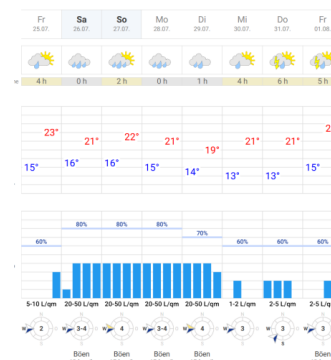 Fr Sa So Mo Di Mi Do Fr
25.07. 26.07. 27.07. 28.07. 29.07. 30.07. 31.07. 01.08.
4 h 0 h 2 h 0 h 1 h 4 h 6 h 5 h
23° 21° 22° 21° 19° 21° 21° 2
15° 16° 16° 15° 14° 13° 13° 15°
60% 80% 80% 80% 70% 60% 60% 60%
5-10 L/qm 20-50 L/qm 20-50 L/qm 20-50 L/qm 20-50 L/qm 1-2 L/qm 2-5 L/qm 2-5 L/q
2 3-4 4 3-4 4 3 3 3
Böen Böen Böen Böen Böen